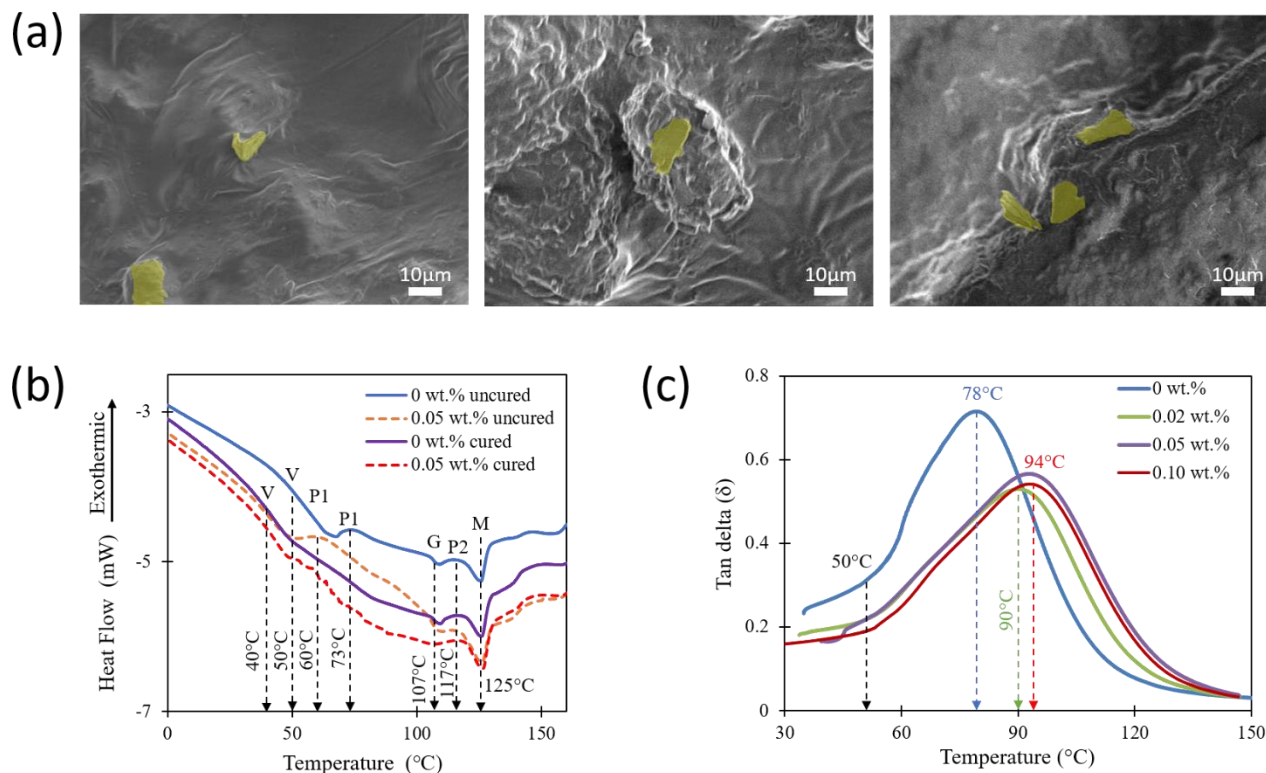 (a)
10μm
10μm
10μm
(b)
Exothermic
Heat Flow (mW)
-3
-5
-7
0 wt.% uncured
0.05 wt.% uncured
0 wt.% cured
0.05 wt.% cured
V
V
P1
P1
G
P2
M
40°C
50°C
60°C
73°C
107°C
117°C
125°C
0
50
100
150
Temperature (°C)
(c)
Tan delta (δ)
0.8
0.6
0.4
0.2
0
78°C
94°C
50°C
90°C
0 wt.%
0.02 wt.%
0.05 wt.%
0.10 wt.%
30
60
90
120
150
Temperature (°C)